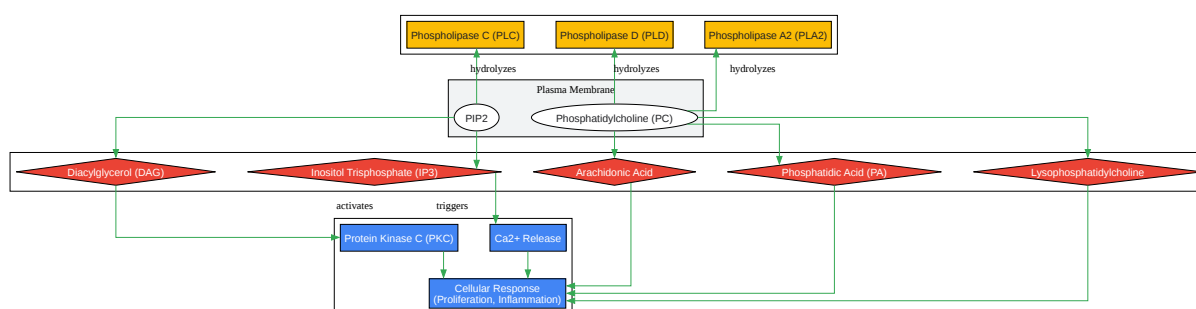 Phospholipase C (PLC)
Phospholipase D (PLD)
Phospholipase A2 (PLA2)
hydrolyzes
hydrolyzes
hydrolyzes
Plasma Membrane
PIP2
Phosphatidylcholine (PC)
Diacylglycerol (DAG)
Inositol Trisphosphate (IP3)
Arachidonic Acid
Phosphatidic Acid (PA)
Lysophosphatidylcholine
activates
triggers
Protein Kinase C (PKC)
Ca2+ Release
Cellular Response
(Proliferation, Inflammation)